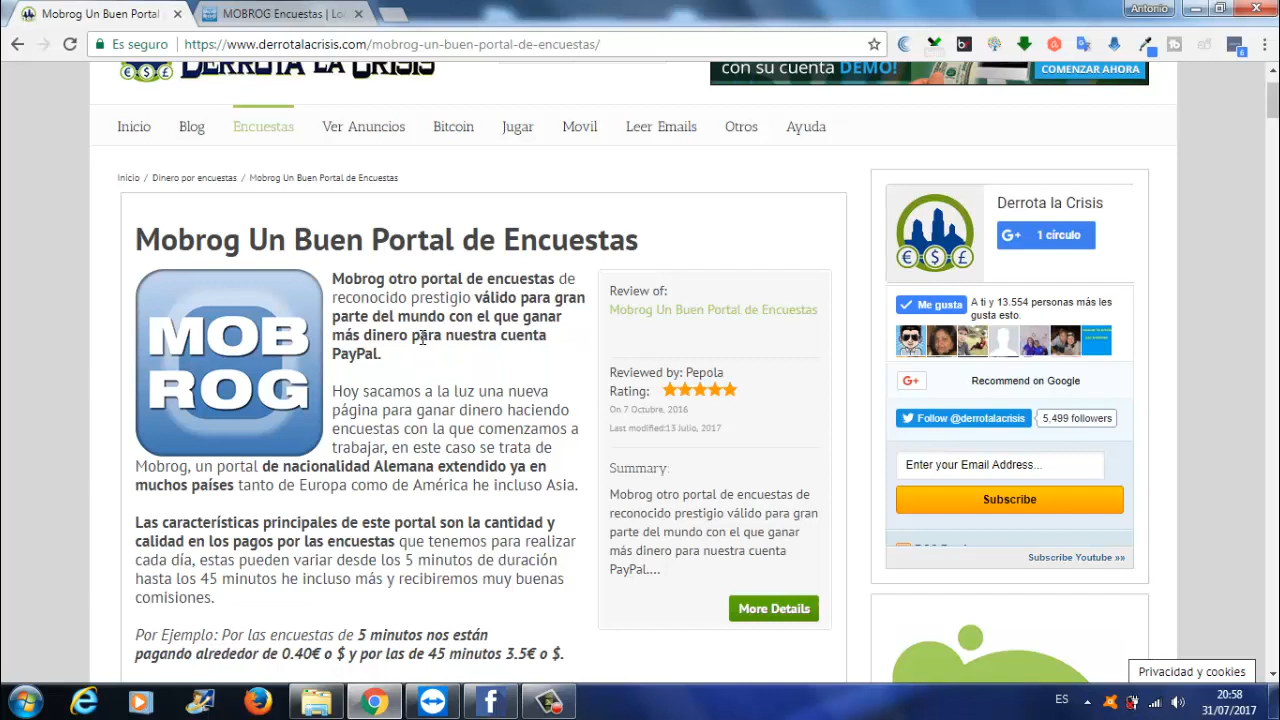 Mobrog Un Buen Portal
MOBROG Encuestas | Lo
Antonio
Es seguro
https://www.derrotalacrisis.com/mobrog-un-buen-portal-de-encuestas/
DERROTA LA CRISIS
con su cuenta DEMO!
COMENZAR AHORA
Inicio Blog Encuestas Ver Anuncios Bitcoin Jugar Movil Leer Emails Otros Ayuda
Inicio / Dinero por encuestas / Mobrog Un Buen Portal de Encuestas
Mobrog Un Buen Portal de Encuestas
MOB
ROG
Mobrog otro portal de encuestas de
reconocido prestigio válido para gran
parte del mundo con el que ganar
más dinero para nuestra cuenta
PayPal.
Hoy sacamos a la luz una nueva
página para ganar dinero haciendo
encuestas con la que comenzamos a
trabajar, en este caso se trata de
Mobrog, un portal de nacionalidad Alemana extendido ya en
muchos países tanto de Europa como de América he incluso Asia.
Las características principales de este portal son la cantidad y
calidad en los pagos por las encuestas que tenemos para realizar
cada día, estas pueden variar desde los 5 minutos de duración
hasta los 45 minutos he incluso más y recibiremos muy buenas
comisiones.
Por Ejemplo: Por las encuestas de 5 minutos nos están
pagando alrededor de 0.40€ o $ y por las de 45 minutos 3.5€ o $.
Review of:
Mobrog Un Buen Portal de Encuestas
Reviewed by: Pepola
Rating:
On 7 Octubre, 2016
Last modified:13 Julio, 2017
Summary:
Mobrog otro portal de encuestas de
reconocido prestigio válido para gran
parte del mundo con el que ganar
más dinero para nuestra cuenta
PayPal....
More Details
€ $ £
Derrota la Crisis
G+ 1 círculo
Me gusta
A ti y 13.554 personas más les
gusta esto.
G+ Recommend on Google
Follow @derrotalacrisis
5,499 followers
Enter your Email Address...
Subscribe
Subscribe Youtube »»
Privacidad y cookies
ES
20:58
31/07/2017